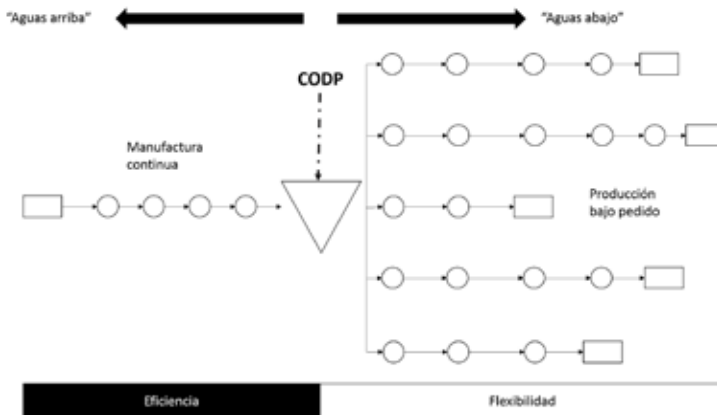 "Aguas arriba"
"Aguas abajo"
CODP
Manufactura
continua
Producción
bajo pedido
Eficiencia
Flexibilidad